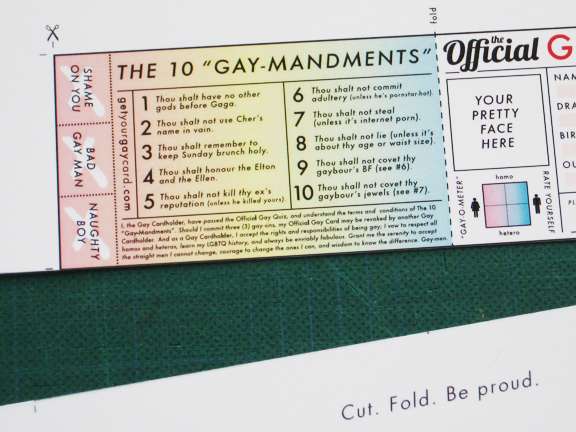 fold
SHAME
ON YOU
BAD
GAY MAN
NAUGHTY
BOY
THE 10 "GAY-MANDMENTS"
getyourgaycard.com
1 Thou shalt have no other
gods before Gaga.
2 Thou shalt not use Cher's
name in vain.
3 Thou shalt remember to
keep Sunday brunch holy.
4 Thou shalt honour the Elton
and the Ellen.
5 Thou shalt not kill thy ex's
reputation (unless he killed yours).
6 Thou shalt not commit
adultery (unless he's pornstar-hot).
7 Thou shalt not steal
(unless it's internet porn).
8 Thou shalt not lie (unless it's
about thy age or waist size).
9 Thou shall not covet thy
gaybour's BF (see #6).
10 Thou shall not covet thy
gaybour's jewels (see #7).
I, the Gay Cardholder, have passed the Official Gay Quiz, and understand the terms and conditions of The 10
"Gay-Mandments". Should I commit three (3) gay sins, my Official Gay Card may be revoked by another Gay
Cardholder. And as a Gay Cardholder, I accept the rights and responsibilities of being gay; I vow to respect all
homos and heteros, learn my LGBTQ history, and always be enviably fabulous. Grant me the serenity to accept
the straight men I cannot change, courage to change the ones I can, and wisdom to know the difference. Gay-men.
the
Official G
YOUR
PRETTY
FACE
HERE
NAM
DRA
BIR
OU
homo
"GAY-O-METER"
RATE YOURSELF
hetero
Cut. Fold. Be proud.